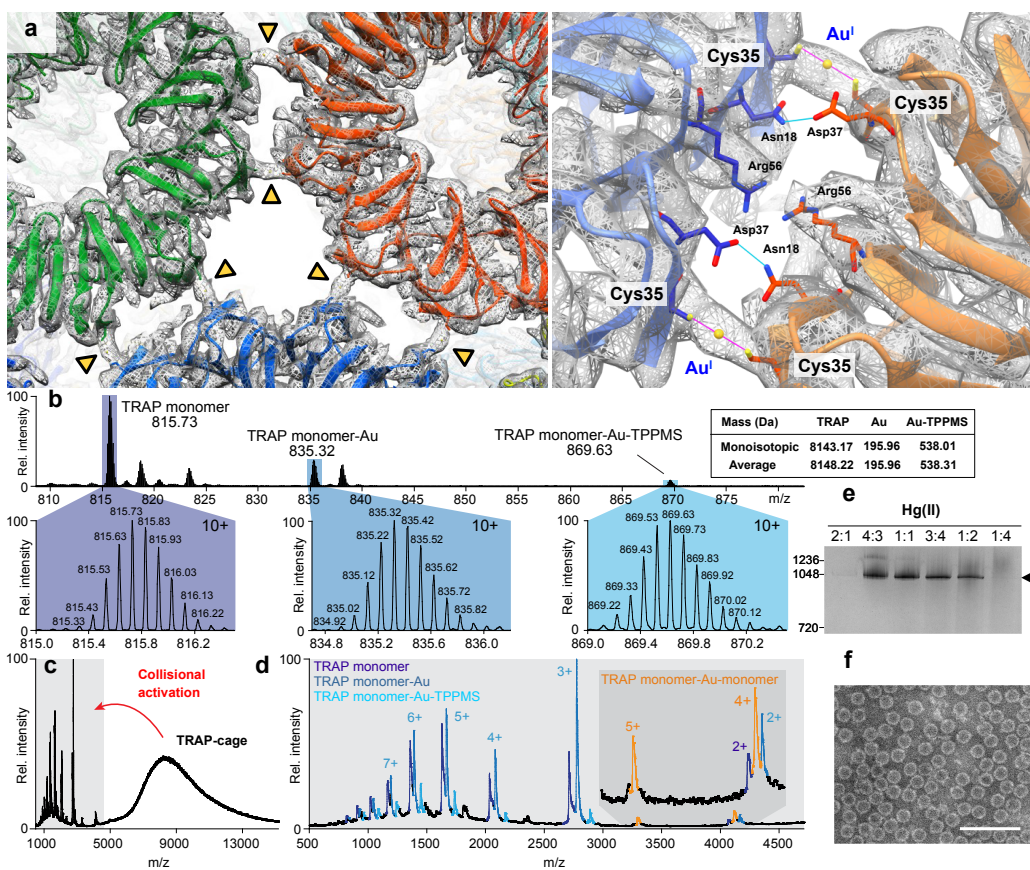 a
Cys35
Au^I
Cys35
Asn18
Asp37
Arg56
Arg56
Asp37
Asn18
Cys35
Au^I
Cys35
b
Rel. intensity
100
0
TRAP monomer
815.73
TRAP monomer-Au
835.32
TRAP monomer-Au-TPPMS
869.63
810 815 820 825 830 835 840 845 850 855 860 865 870 875 m/z
Mass (Da) TRAP Au Au-TPPMS
Monoisotopic 8143.17 195.96 538.01
Average 8148.22 195.96 538.31
Rel. intensity
100
0
10+
815.33
815.43
815.53
815.63
815.73
815.83
815.93
816.03
816.13
816.22
815.0 815.4 815.8 816.2
100
0
10+
834.92
835.02
835.12
835.22
835.32
835.42
835.52
835.62
835.72
835.82
834.8 835.2 835.6 836.0
100
0
10+
869.22
869.33
869.43
869.53
869.63
869.73
869.83
869.92
870.02
870.12
869.0 869.4 869.8 870.2
e
Hg(II)
2:1 4:3 1:1 3:4 1:2 1:4
1236
1048
720
c
Rel. intensity
100
0
Collisional
activation
TRAP-cage
1000 5000 9000 13000
m/z
d
Rel. intensity
100
0
TRAP monomer
TRAP monomer-Au
TRAP monomer-Au-TPPMS
7+
6+
5+
4+
3+
TRAP monomer-Au-monomer
5+
4+
2+
2+
500 1000 1500 2000 2500 3000 3500 4000 4500
m/z
f